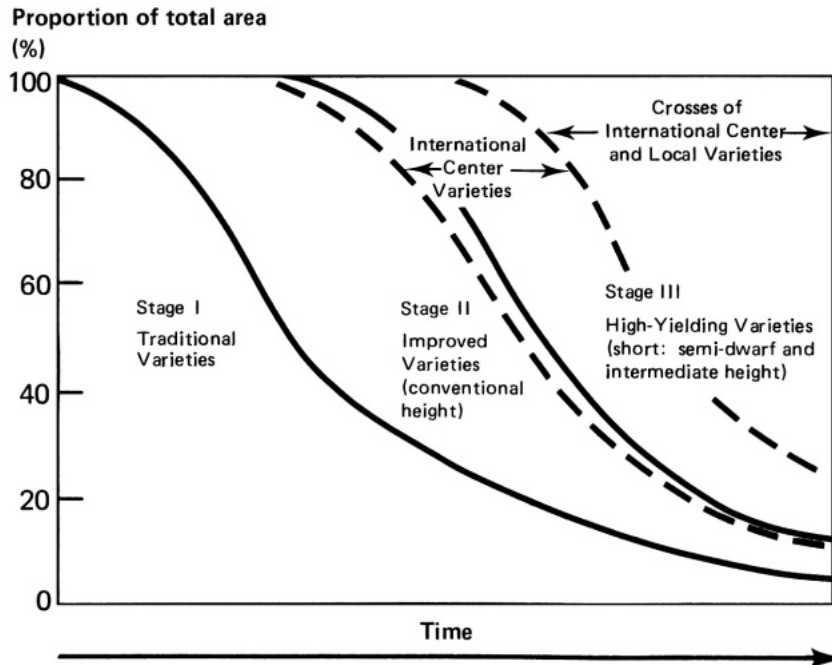 Proportion of total area
(%)
100
80
60
40
20
0
Crosses of
International Center
and Local Varieties
International
Center
Varieties
Stage I
Traditional
Varieties
Stage II
Improved
Varieties
(conventional
height)
Stage III
High-Yielding Varieties
(short: semi-dwarf and
intermediate height)
Time